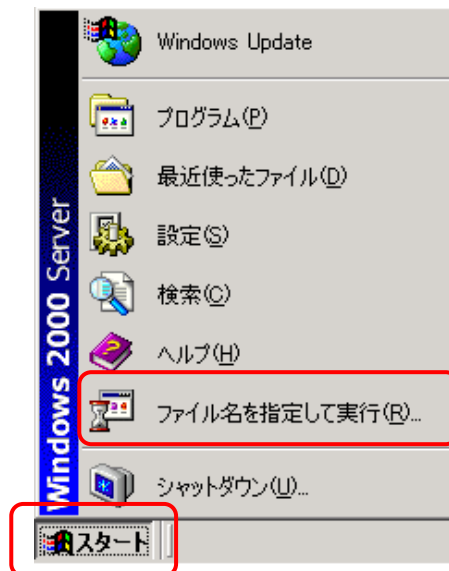 Windows Update
プログラム(P)
最近使ったファイル(D)
設定(S)
検索(C)
ヘルプ(H)
ファイル名を指定して実行(R)...
シャットダウン(U)...
Windows 2000 Server
スタート